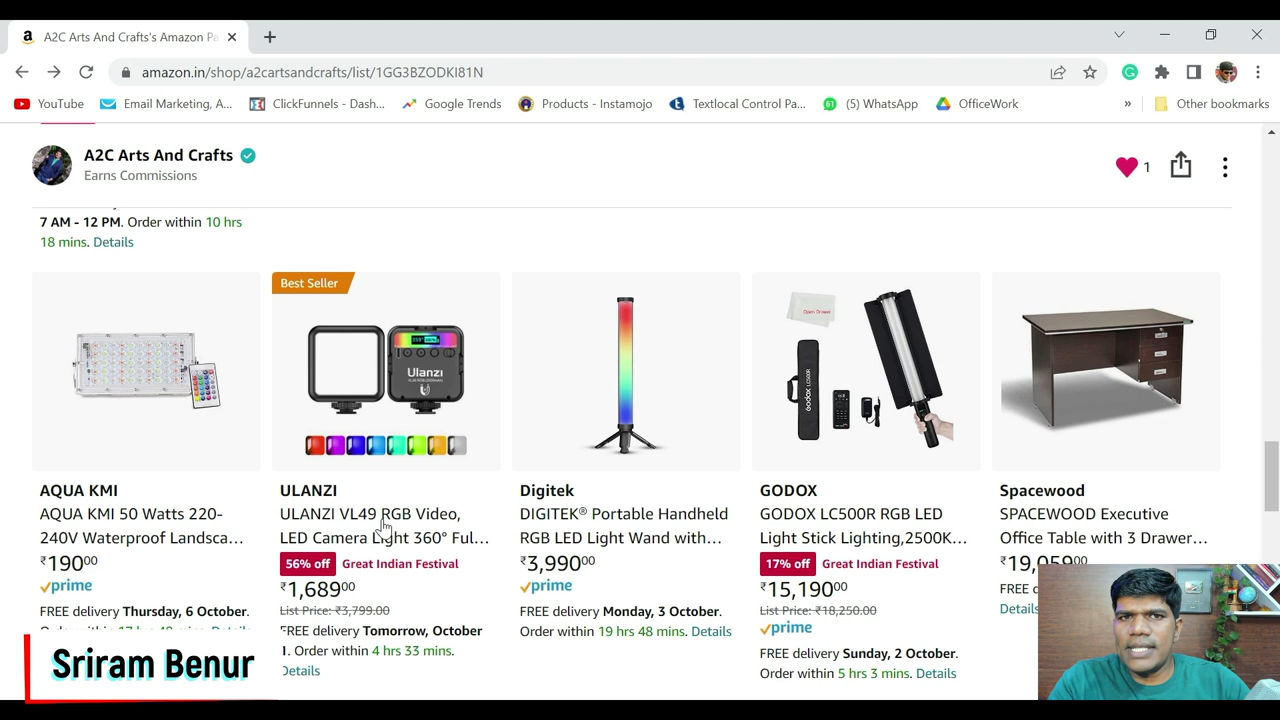 A2C Arts And Crafts's Amazon Pa
amazon.in/shop/a2cartsandcrafts/list/1GG3BZODKI81N
YouTube
Email Marketing, A...
ClickFunnels - Dash...
Google Trends
Products - Instamojo
Textlocal Control Pa...
(5) WhatsApp
OfficeWork
»
Other bookmarks
A2C Arts And Crafts
Earns Commissions
1
7 AM - 12 PM. Order within 10 hrs
18 mins. Details
AQUA KMI
AQUA KMI 50 Watts 220-
240V Waterproof Landsca...
₹190.00
prime
FREE delivery Thursday, 6 October.
Best Seller
Ulanzi
ULANZI
ULANZI VL49 RGB Video,
LED Camera Light 360° Ful...
56% off Great Indian Festival
₹1,689.00
List Price: ₹3,799.00
FREE delivery Tomorrow, October
1. Order within 4 hrs 33 mins.
Details
Digitek
DIGITEK® Portable Handheld
RGB LED Light Wand with...
₹3,990.00
prime
FREE delivery Monday, 3 October.
Order within 19 hrs 48 mins. Details
Godox LC500R
GODOX
GODOX LC500R RGB LED
Light Stick Lighting,2500K...
17% off Great Indian Festival
₹15,190.00
List Price: ₹18,250.00
prime
FREE delivery Sunday, 2 October.
Order within 5 hrs 3 mins. Details
Spacewood
SPACEWOOD Executive
Office Table with 3 Drawer...
₹19,059.00
FREE
Details
Sriram Benur